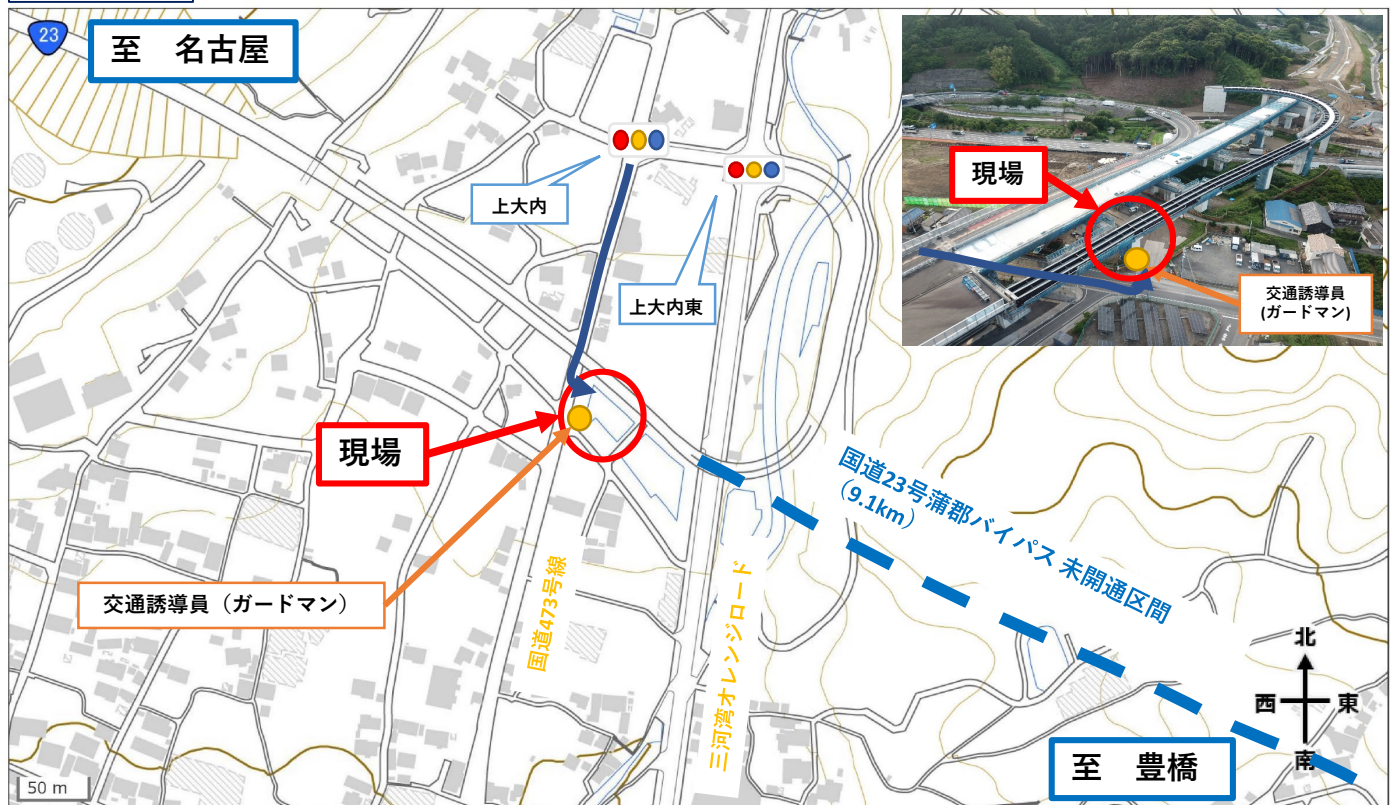 23
至 名古屋
上大内
上大内東
現場
交通誘導員
(ガードマン)
現場
交通誘導員（ガードマン）
国道473号線
三河湾オレンジロード
国道23号蒲郡バイパス 未開通区間
（9.1km）
北
西
東
南
至 豊橋
50 m